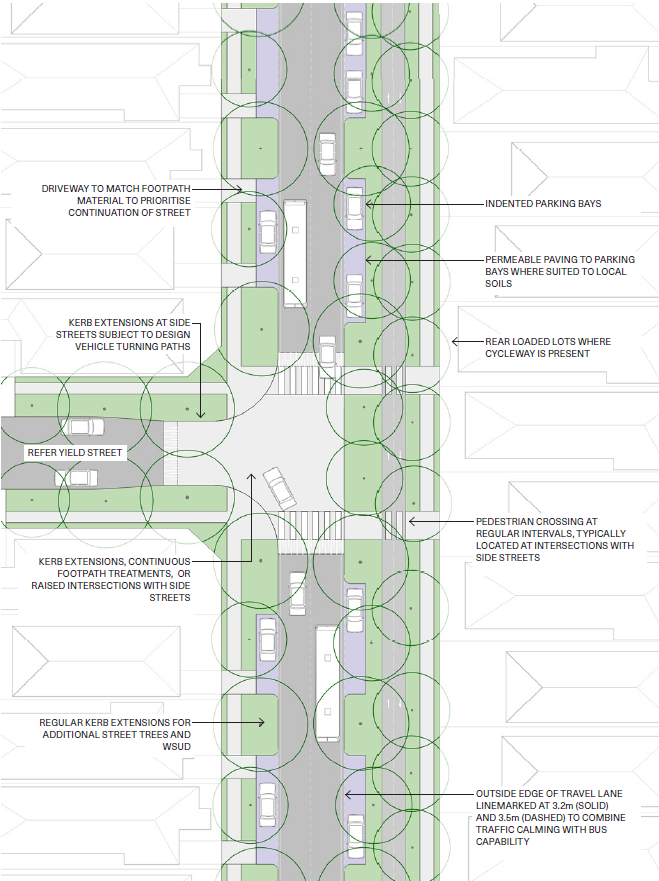 DRIVEWAY TO MATCH FOOTPATH
MATERIAL TO PRIORITISE
CONTINUATION OF STREET
INDENTED PARKING BAYS
PERMEABLE PAVING TO PARKING
BAYS WHERE SUITED TO LOCAL
SOILS
KERB EXTENSIONS AT SIDE
STREETS SUBJECT TO DESIGN
VEHICLE TURNING PATHS
REAR LOADED LOTS WHERE
CYCLEWAY IS PRESENT
REFER YIELD STREET
PEDESTRIAN CROSSING AT
REGULAR INTERVALS, TYPICALLY
LOCATED AT INTERSECTIONS WITH
SIDE STREETS
KERB EXTENSIONS, CONTINUOUS
FOOTPATH TREATMENTS, OR
RAISED INTERSECTIONS WITH SIDE
STREETS
REGULAR KERB EXTENSIONS FOR
ADDITIONAL STREET TREES AND
WSUD
OUTSIDE EDGE OF TRAVEL LANE
LINEMARKED AT 3.2m (SOLID)
AND 3.5m (DASHED) TO COMBINE
TRAFFIC CALMING WITH BUS
CAPABILITY